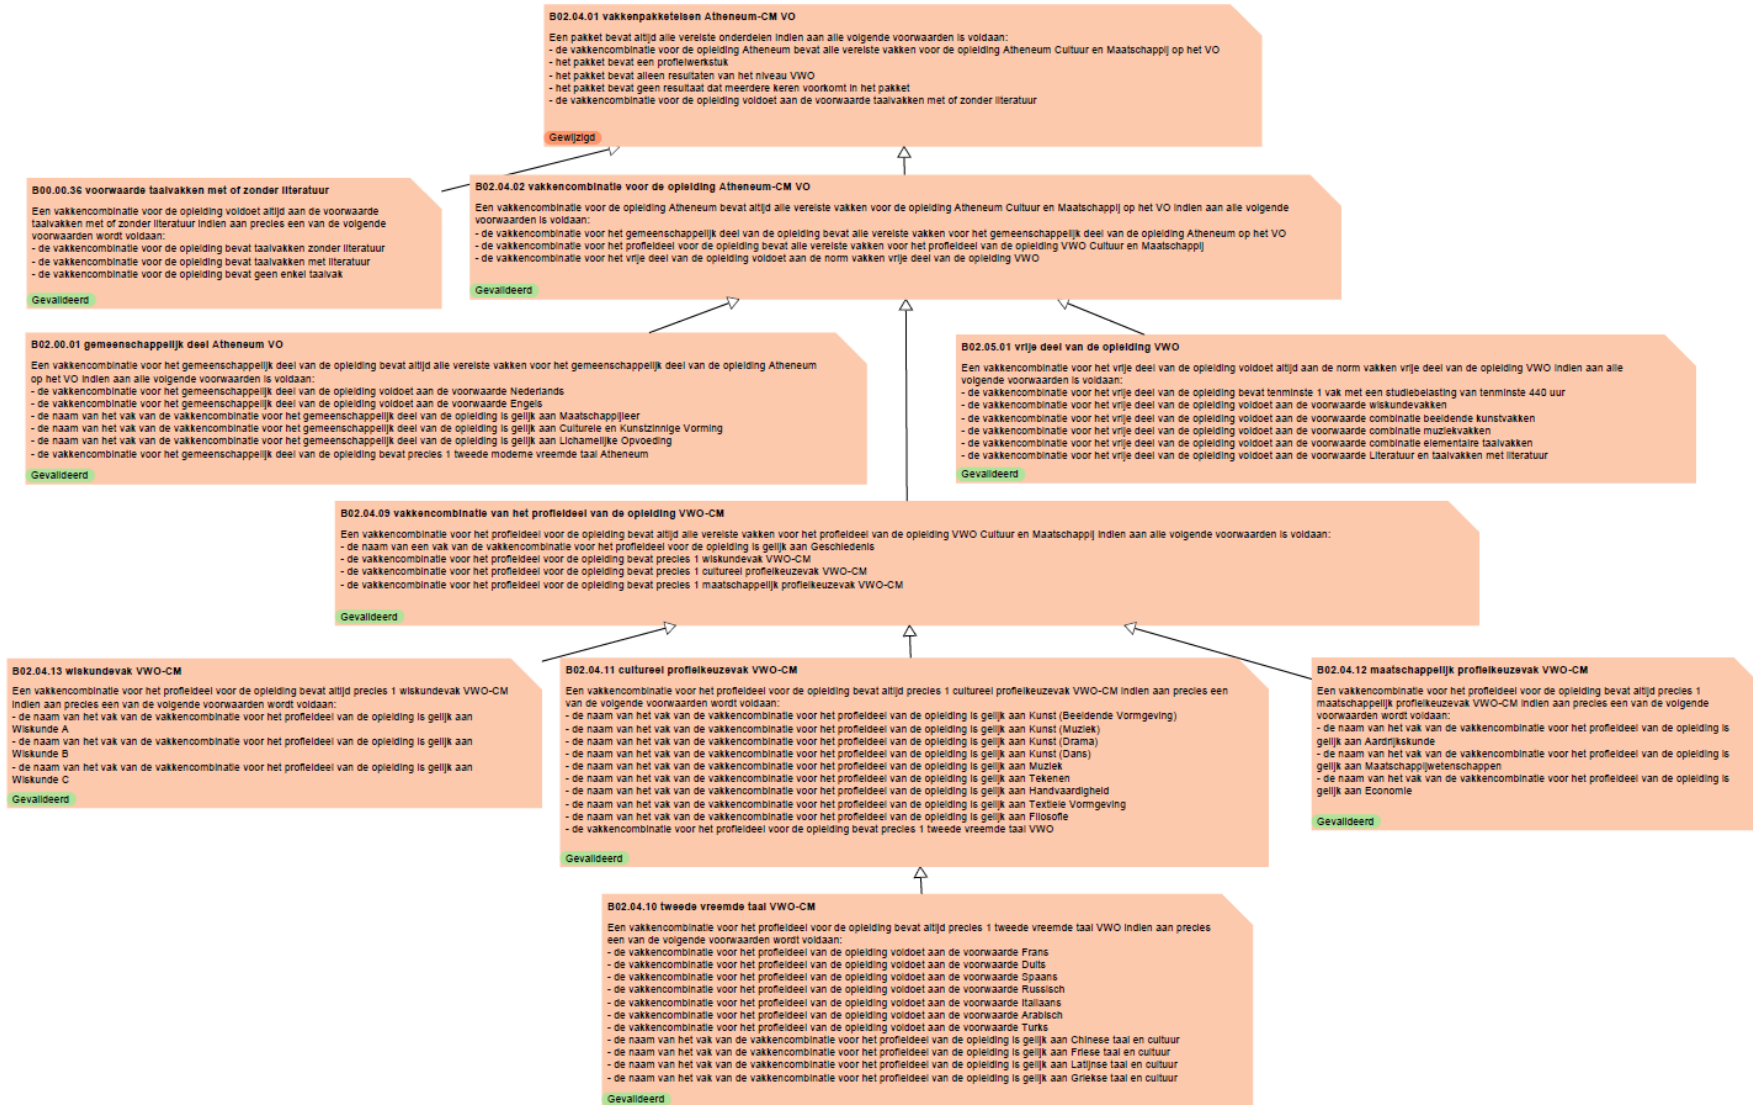 B02.04.01 vakkenpakketeisen Atheneum-CM VO
Een pakket bevat altijd alle vereiste onderdelen indien aan alle volgende voorwaarden is voldaan:
- de vakkencombinatie voor de opleiding Atheneum bevat alle vereiste vakken voor de opleiding Atheneum Cultuur en Maatschappij op het VO
- het pakket bevat een profielwerkstuk
- het pakket bevat alleen resultaten van het niveau VWO
- het pakket bevat geen resultaat dat meerdere keren voorkomt in het pakket
- de vakkencombinatie voor de opleiding voldoet aan de voorwaarde taalvakken met of zonder literatuur
Gewijzigd
B00.00.36 voorwaarde taalvakken met of zonder literatuur
Een vakkencombinatie voor de opleiding voldoet altijd aan de voorwaarde
taalvakken met of zonder literatuur indien aan precies een van de volgende
voorwaarden wordt voldaan:
- de vakkencombinatie voor de opleiding bevat taalvakken zonder literatuur
- de vakkencombinatie voor de opleiding bevat taalvakken met literatuur
- de vakkencombinatie voor de opleiding bevat geen enkel taalvak
Gevalideerd
B02.04.02 vakkencombinatie voor de opleiding Atheneum-CM VO
Een vakkencombinatie voor de opleiding Atheneum bevat altijd alle vereiste vakken voor de opleiding Atheneum Cultuur en Maatschappij op het VO indien aan alle volgende
voorwaarden is voldaan:
- de vakkencombinatie voor het gemeenschappelijk deel van de opleiding bevat alle vereiste vakken voor het gemeenschappelijk deel van de opleiding Atheneum op het VO
- de vakkencombinatie voor het profieldeel voor de opleiding bevat alle vereiste vakken voor het profieldeel van de opleiding VWO Cultuur en Maatschappij
- de vakkencombinatie voor het vrije deel van de opleiding voldoet aan de norm vakken vrije deel van de opleiding VWO
Gevalideerd
B02.00.01 gemeenschappelijk deel Atheneum VO
Een vakkencombinatie voor het gemeenschappelijk deel van de opleiding bevat altijd alle vereiste vakken voor het gemeenschappelijk deel van de opleiding Atheneum
op het VO indien aan alle volgende voorwaarden is voldaan:
- de vakkencombinatie voor het gemeenschappelijk deel van de opleiding voldoet aan de voorwaarde Nederlands
- de vakkencombinatie voor het gemeenschappelijk deel van de opleiding voldoet aan de voorwaarde Engels
- de naam van het vak van de vakkencombinatie voor het gemeenschappelijk deel van de opleiding is gelijk aan Maatschappijleer
- de naam van het vak van de vakkencombinatie voor het gemeenschappelijk deel van de opleiding is gelijk aan Culturele en Kunstzinnige Vorming
- de naam van het vak van de vakkencombinatie voor het gemeenschappelijk deel van de opleiding is gelijk aan Lichamelijke Opvoeding
- de vakkencombinatie voor het gemeenschappelijk deel van de opleiding bevat precies 1 tweede moderne vreemde taal Atheneum
Gevalideerd
B02.05.01 vrije deel van de opleiding VWO
Een vakkencombinatie voor het vrije deel van de opleiding voldoet altijd aan de norm vakken vrije deel van de opleiding VWO indien aan alle
volgende voorwaarden is voldaan:
- de vakkencombinatie voor het vrije deel van de opleiding bevat tenminste 1 vak met een studiebelasting van tenminste 440 uur
- de vakkencombinatie voor het vrije deel van de opleiding voldoet aan de voorwaarde wiskundevakken
- de vakkencombinatie voor het vrije deel van de opleiding voldoet aan de voorwaarde combinatie beeldende kunstvakken
- de vakkencombinatie voor het vrije deel van de opleiding voldoet aan de voorwaarde combinatie muziekvakken
- de vakkencombinatie voor het vrije deel van de opleiding voldoet aan de voorwaarde combinatie elementaire taalvakken
- de vakkencombinatie voor het vrije deel van de opleiding voldoet aan de voorwaarde Literatuur en taalvakken met literatuur
Gevalideerd
B02.04.09 vakkencombinatie van het profieldeel van de opleiding VWO-CM
Een vakkencombinatie voor het profieldeel voor de opleiding bevat altijd alle vereiste vakken voor het profieldeel van de opleiding VWO Cultuur en Maatschappij indien aan alle volgende voorwaarden is voldaan:
- de naam van een vak van de vakkencombinatie voor het profieldeel voor de opleiding is gelijk aan Geschiedenis
- de vakkencombinatie voor het profieldeel voor de opleiding bevat precies 1 wiskundevak VWO-CM
- de vakkencombinatie voor het profieldeel voor de opleiding bevat precies 1 cultureel profielkeuzevak VWO-CM
- de vakkencombinatie voor het profieldeel voor de opleiding bevat precies 1 maatschappelijk profielkeuzevak VWO-CM
Gevalideerd
B02.04.13 wiskundevak VWO-CM
Een vakkencombinatie voor het profieldeel voor de opleiding bevat altijd precies 1 wiskundevak VWO-CM
indien aan precies een van de volgende voorwaarden wordt voldaan:
- de naam van het vak van de vakkencombinatie voor het profieldeel van de opleiding is gelijk aan
Wiskunde A
- de naam van het vak van de vakkencombinatie voor het profieldeel van de opleiding is gelijk aan
Wiskunde B
- de naam van het vak van de vakkencombinatie voor het profieldeel van de opleiding is gelijk aan
Wiskunde C
Gevalideerd
B02.04.11 cultureel profielkeuzevak VWO-CM
Een vakkencombinatie voor het profieldeel voor de opleiding bevat altijd precies 1 cultureel profielkeuzevak VWO-CM indien aan precies een
van de volgende voorwaarden wordt voldaan:
- de naam van het vak van de vakkencombinatie voor het profieldeel van de opleiding is gelijk aan Kunst (Beeldende Vormgeving)
- de naam van het vak van de vakkencombinatie voor het profieldeel van de opleiding is gelijk aan Kunst (Muziek)
- de naam van het vak van de vakkencombinatie voor het profieldeel van de opleiding is gelijk aan Kunst (Drama)
- de naam van het vak van de vakkencombinatie voor het profieldeel van de opleiding is gelijk aan Kunst (Dans)
- de naam van het vak van de vakkencombinatie voor het profieldeel van de opleiding is gelijk aan Muziek
- de naam van het vak van de vakkencombinatie voor het profieldeel van de opleiding is gelijk aan Tekenen
- de naam van het vak van de vakkencombinatie voor het profieldeel van de opleiding is gelijk aan Handvaardigheid
- de naam van het vak van de vakkencombinatie voor het profieldeel van de opleiding is gelijk aan Textiele Vormgeving
- de naam van het vak van de vakkencombinatie voor het profieldeel van de opleiding is gelijk aan Filosofie
- de vakkencombinatie voor het profieldeel voor de opleiding bevat precies 1 tweede vreemde taal VWO
Gevalideerd
B02.04.12 maatschappelijk profielkeuzevak VWO-CM
Een vakkencombinatie voor het profieldeel voor de opleiding bevat altijd precies 1
maatschappelijk profielkeuzevak VWO-CM indien aan precies een van de volgende
voorwaarden wordt voldaan:
- de naam van het vak van de vakkencombinatie voor het profieldeel van de opleiding is
gelijk aan Aardrijkskunde
- de naam van het vak van de vakkencombinatie voor het profieldeel van de opleiding is
gelijk aan Maatschappijwetenschappen
- de naam van het vak van de vakkencombinatie voor het profieldeel van de opleiding is
gelijk aan Economie
Gevalideerd
B02.04.10 tweede vreemde taal VWO-CM
Een vakkencombinatie voor het profieldeel voor de opleiding bevat altijd precies 1 tweede vreemde taal VWO indien aan precies
een van de volgende voorwaarden wordt voldaan:
- de vakkencombinatie voor het profieldeel van de opleiding voldoet aan de voorwaarde Frans
- de vakkencombinatie voor het profieldeel van de opleiding voldoet aan de voorwaarde Duits
- de vakkencombinatie voor het profieldeel van de opleiding voldoet aan de voorwaarde Spaans
- de vakkencombinatie voor het profieldeel van de opleiding voldoet aan de voorwaarde Russisch
- de vakkencombinatie voor het profieldeel van de opleiding voldoet aan de voorwaarde Italiaans
- de vakkencombinatie voor het profieldeel van de opleiding voldoet aan de voorwaarde Arabisch
- de vakkencombinatie voor het profieldeel van de opleiding voldoet aan de voorwaarde Turks
- de naam van het vak van de vakkencombinatie voor het profieldeel van de opleiding is gelijk aan Chinese taal en cultuur
- de naam van het vak van de vakkencombinatie voor het profieldeel van de opleiding is gelijk aan Friese taal en cultuur
- de naam van het vak van de vakkencombinatie voor het profieldeel van de opleiding is gelijk aan Latijnse taal en cultuur
- de naam van het vak van de vakkencombinatie voor het profieldeel van de opleiding is gelijk aan Griekse taal en cultuur
Gevalideerd